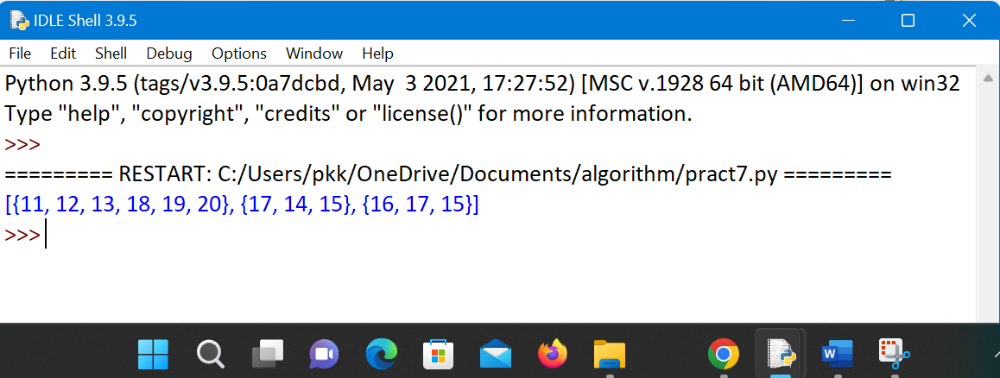 IDLE Shell 3.9.5
File Edit Shell Debug Options Window Help
Python 3.9.5 (tags/v3.9.5:0a7dcbd, May  3 2021, 17:27:52) [MSC v.1928 64 bit (AMD64)] on win32
Type "help", "copyright", "credits" or "license()" for more information.
>>>
========= RESTART: C:/Users/pkk/OneDrive/Documents/algorithm/pract7.py =========
[{11, 12, 13, 18, 19, 20}, {17, 14, 15}, {16, 17, 15}]
>>>
W